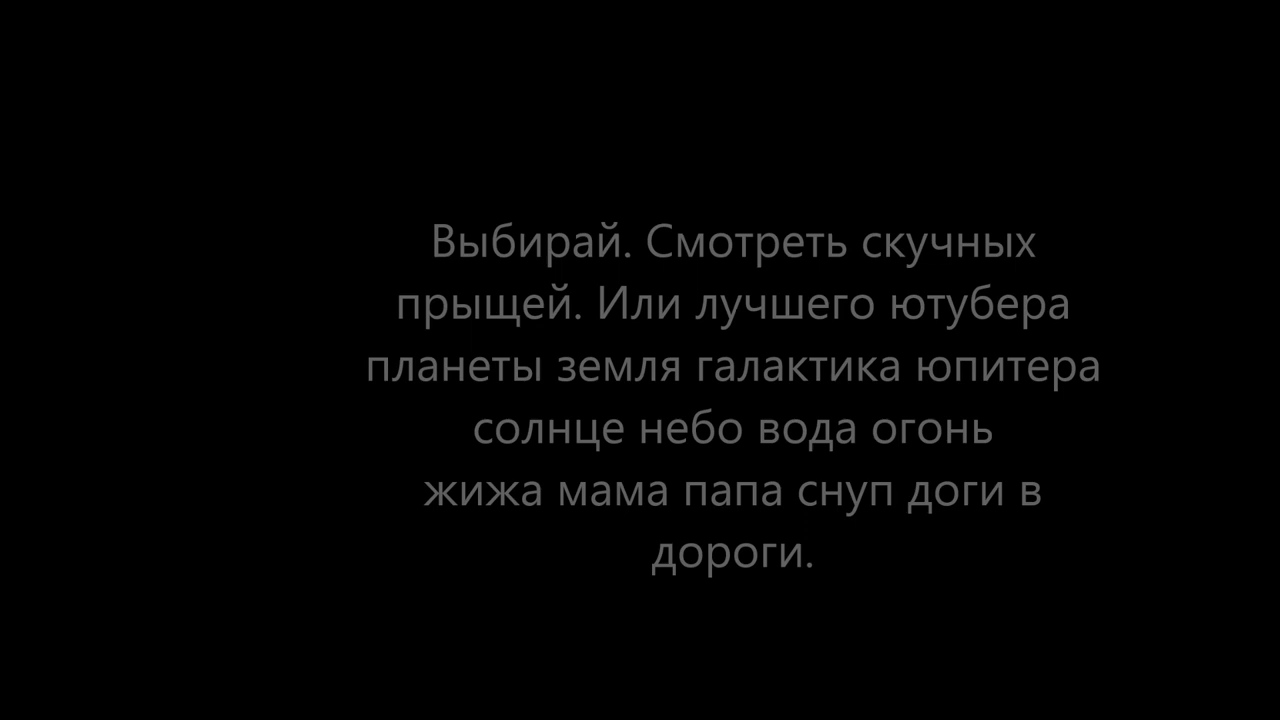 Выбирай. Смотреть скучных
прыщей. Или лучшего ютубера
планеты земля галактика юпитера
солнце небо вода огонь
жижа мама папа снуп доги в
дороги.